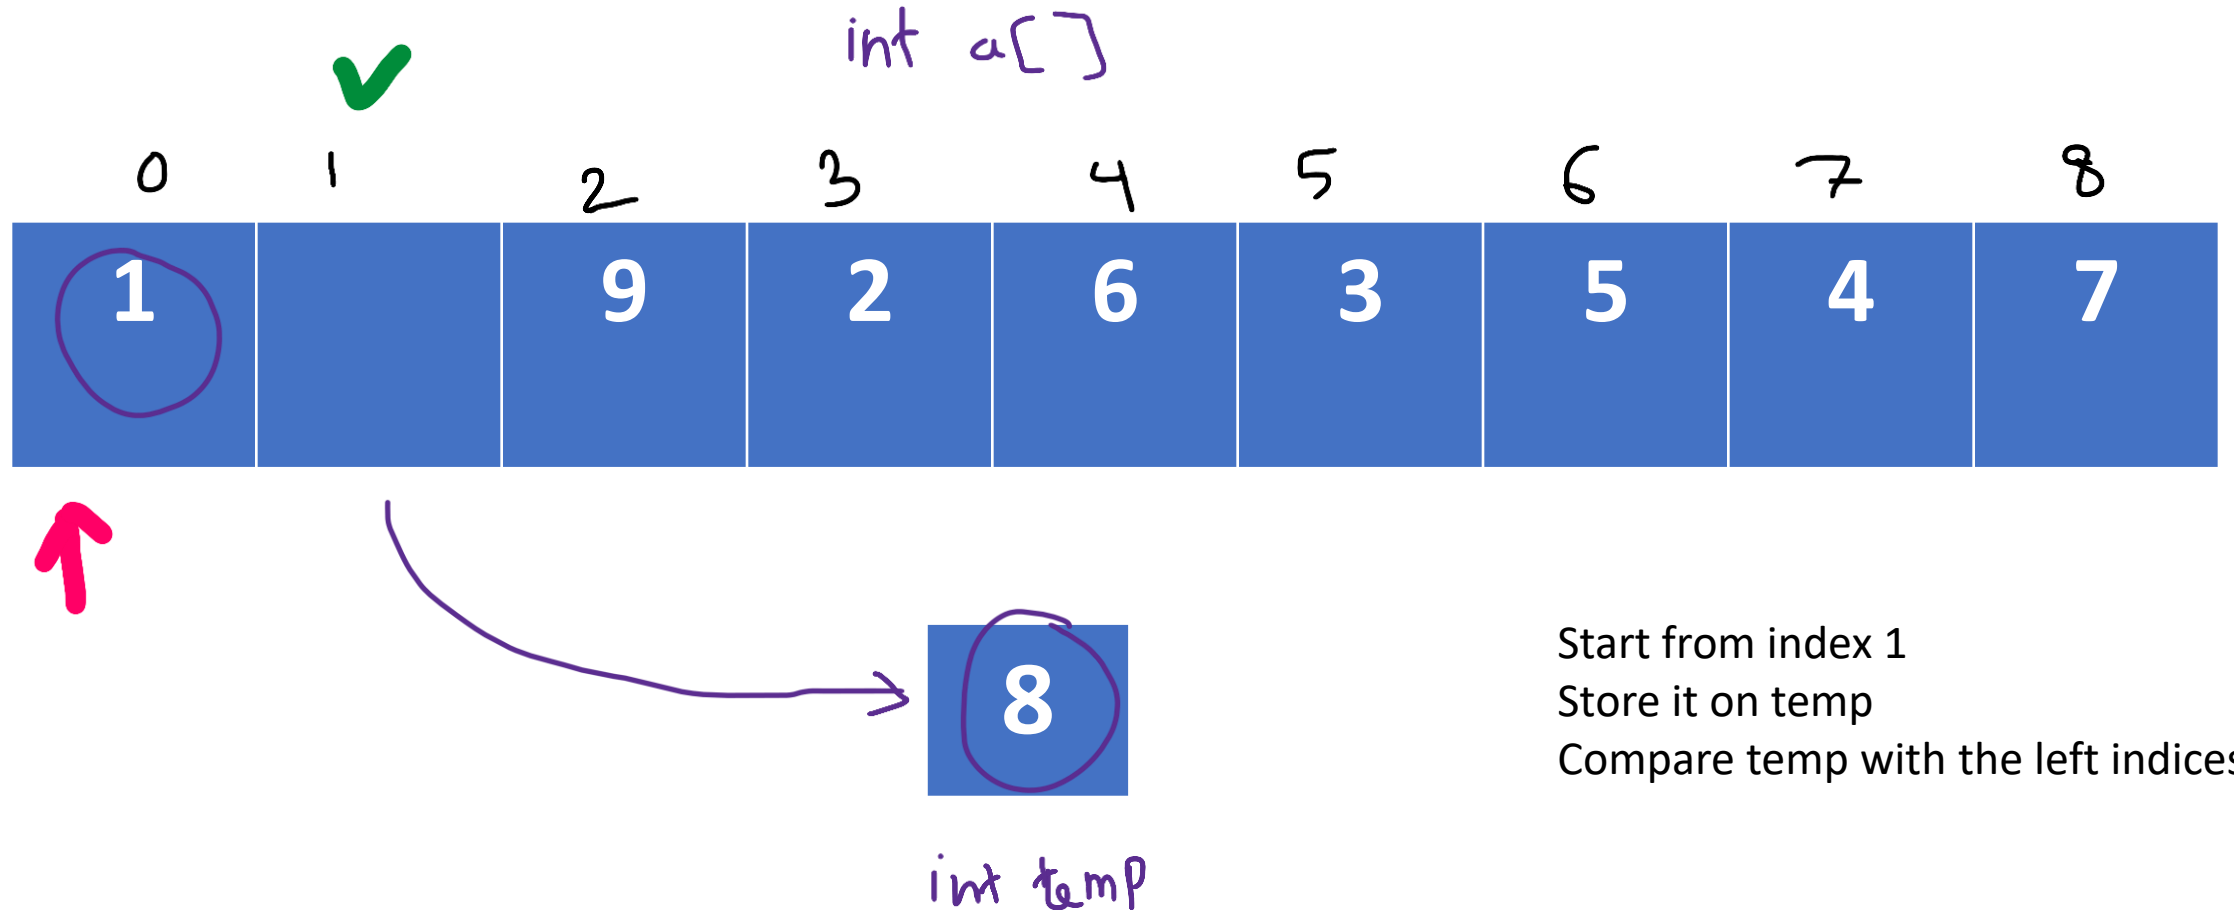 int a[]
0 1 2 3 4 5 6 7 8
1 9 2 6 3 5 4 7
8
Start from index 1
Store it on temp
Compare temp with the left indices
int temp